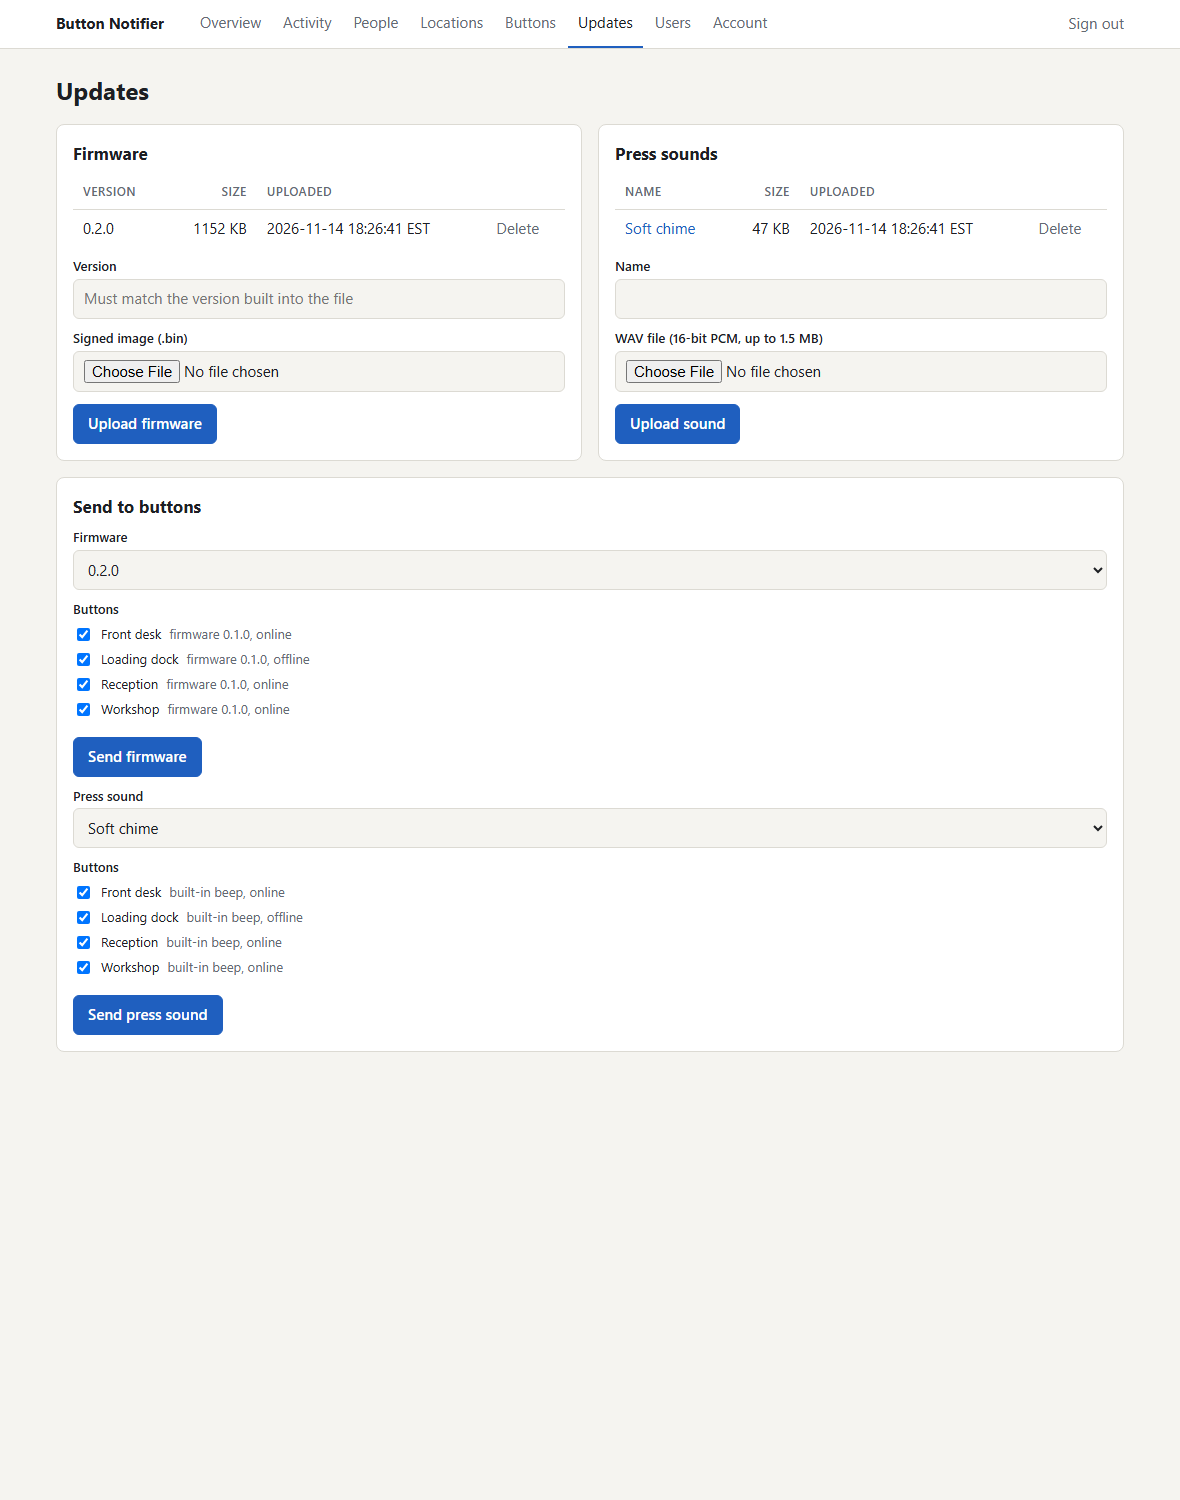 Button Notifier Overview Activity People Locations Buttons Updates Users Account Sign out
Updates
Firmware
VERSION SIZE UPLOADED
0.2.0 1152 KB 2026-11-14 18:26:41 EST Delete
Version
Must match the version built into the file
Signed image (.bin)
Choose File No file chosen
Upload firmware
Press sounds
NAME SIZE UPLOADED
Soft chime 47 KB 2026-11-14 18:26:41 EST Delete
Name
WAV file (16-bit PCM, up to 1.5 MB)
Choose File No file chosen
Upload sound
Send to buttons
Firmware
0.2.0
Buttons
Front desk firmware 0.1.0, online
Loading dock firmware 0.1.0, offline
Reception firmware 0.1.0, online
Workshop firmware 0.1.0, online
Send firmware
Press sound
Soft chime
Buttons
Front desk built-in beep, online
Loading dock built-in beep, offline
Reception built-in beep, online
Workshop built-in beep, online
Send press sound